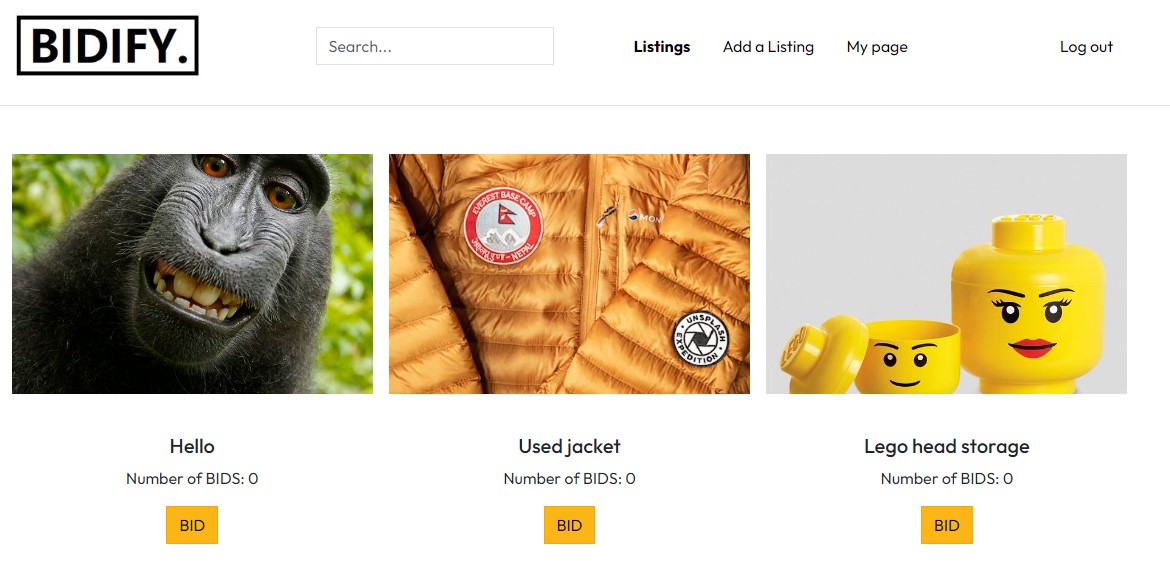 BIDIFY.
Search...
Listings
Add a Listing
My page
Log out
EVEREST BASE CAMP
NEPAL
MON
UNSPLASH
EXPEDITION
Hello
Used jacket
Lego head storage
Number of BIDS: 0
Number of BIDS: 0
Number of BIDS: 0
BID
BID
BID